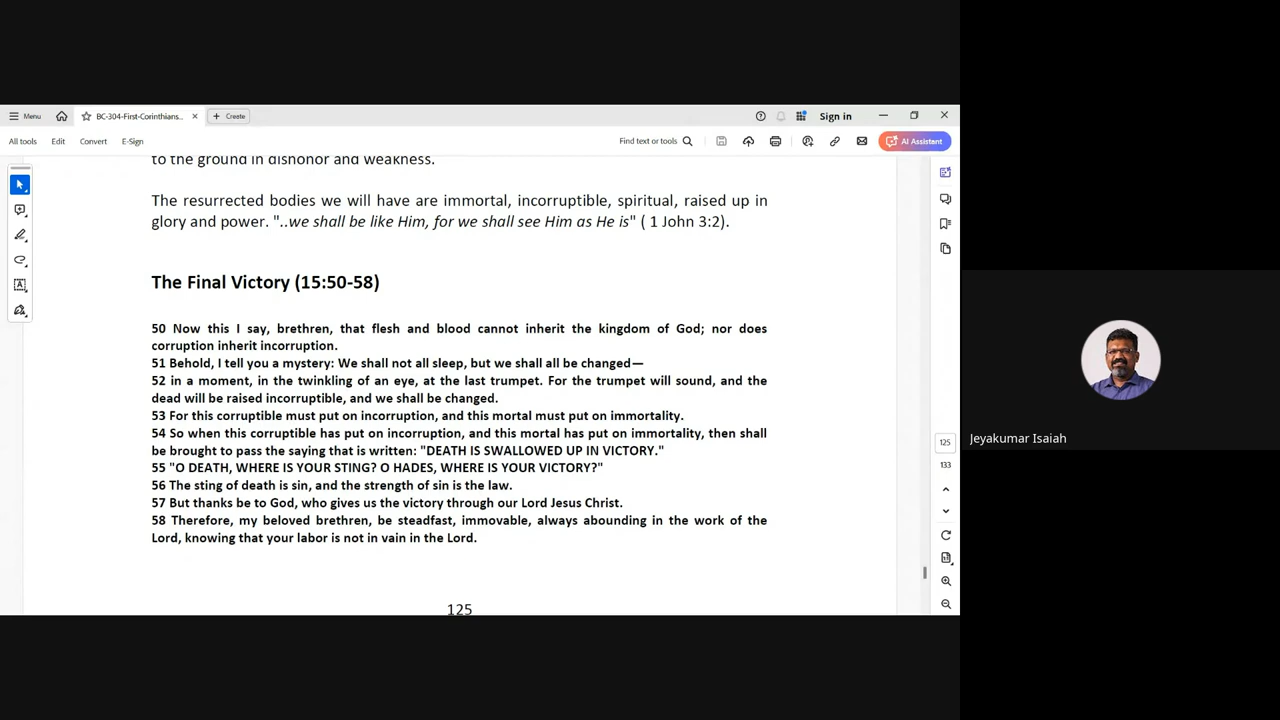 Menu
BC-304-First-Corinthians...
Create
Sign in
All tools
Edit
Convert
E-Sign
Find text or tools
AI Assistant
to the ground in dishonor and weakness.
The resurrected bodies we will have are immortal, incorruptible, spiritual, raised up in
glory and power. "..we shall be like Him, for we shall see Him as He is" ( 1 John 3:2).
The Final Victory (15:50-58)
50 Now this I say, brethren, that flesh and blood cannot inherit the kingdom of God; nor does
corruption inherit incorruption.
51 Behold, I tell you a mystery: We shall not all sleep, but we shall all be changed—
52 in a moment, in the twinkling of an eye, at the last trumpet. For the trumpet will sound, and the
dead will be raised incorruptible, and we shall be changed.
53 For this corruptible must put on incorruption, and this mortal must put on immortality.
54 So when this corruptible has put on incorruption, and this mortal has put on immortality, then shall
be brought to pass the saying that is written: "DEATH IS SWALLOWED UP IN VICTORY."
55 "O DEATH, WHERE IS YOUR STING? O HADES, WHERE IS YOUR VICTORY?"
56 The sting of death is sin, and the strength of sin is the law.
57 But thanks be to God, who gives us the victory through our Lord Jesus Christ.
58 Therefore, my beloved brethren, be steadfast, immovable, always abounding in the work of the
Lord, knowing that your labor is not in vain in the Lord.
125
125
133
Jeyakumar Isaiah